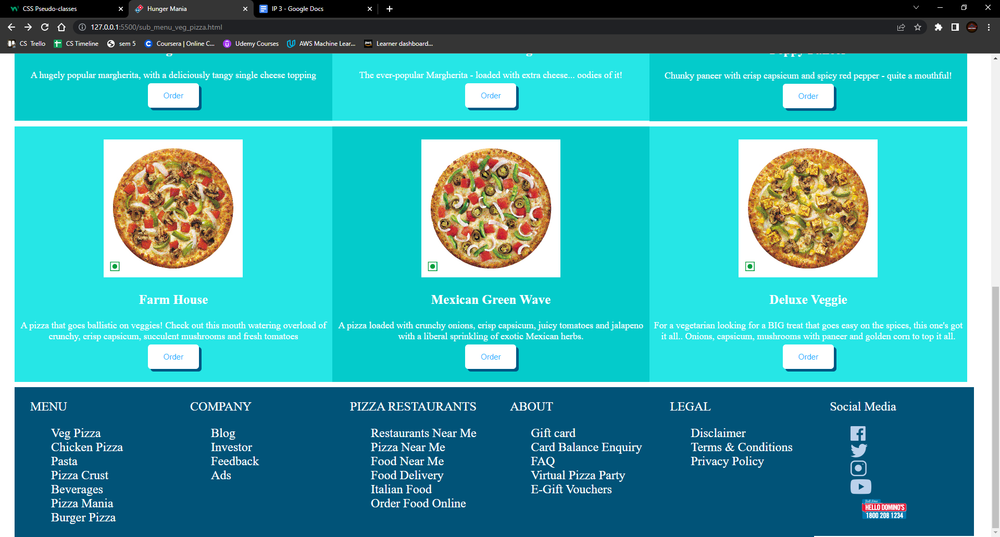 CSS Pseudo-classes
Hunger Mania
IP 3 - Google Docs
127.0.0.1:5500/sub_menu_veg_pizza.html
CS Trello
CS Timeline
sem 5
Coursera | Online C...
Udemy Courses
AWS Machine Lear...
aws
Learner dashboard...
A hugely popular margherita, with a deliciously tangy single cheese topping
Order
The ever-popular Margherita - loaded with extra cheese... oodies of it!
Order
Chunky paneer with crisp capsicum and spicy red pepper - quite a mouthful!
Order
Farm House
A pizza that goes ballistic on veggies! Check out this mouth watering overload of
crunchy, crisp capsicum, succulent mushrooms and fresh tomatoes
Order
Mexican Green Wave
A pizza loaded with crunchy onions, crisp capsicum, juicy tomatoes and jalapeno
with a liberal sprinkling of exotic Mexican herbs.
Order
Deluxe Veggie
For a vegetarian looking for a BIG treat that goes easy on the spices, this one's got
it all.. Onions, capsicum, mushrooms with paneer and golden corn to top it all.
Order
MENU
Veg Pizza
Chicken Pizza
Pasta
Pizza Crust
Beverages
Pizza Mania
Burger Pizza
COMPANY
Blog
Investor
Feedback
Ads
PIZZA RESTAURANTS
Restaurants Near Me
Pizza Near Me
Food Near Me
Food Delivery
Italian Food
Order Food Online
ABOUT
Gift card
Card Balance Enquiry
FAQ
Virtual Pizza Party
E-Gift Vouchers
LEGAL
Disclaimer
Terms & Conditions
Privacy Policy
Social Media
Toll Free
HELLO DOMINO'S
1800 208 1234